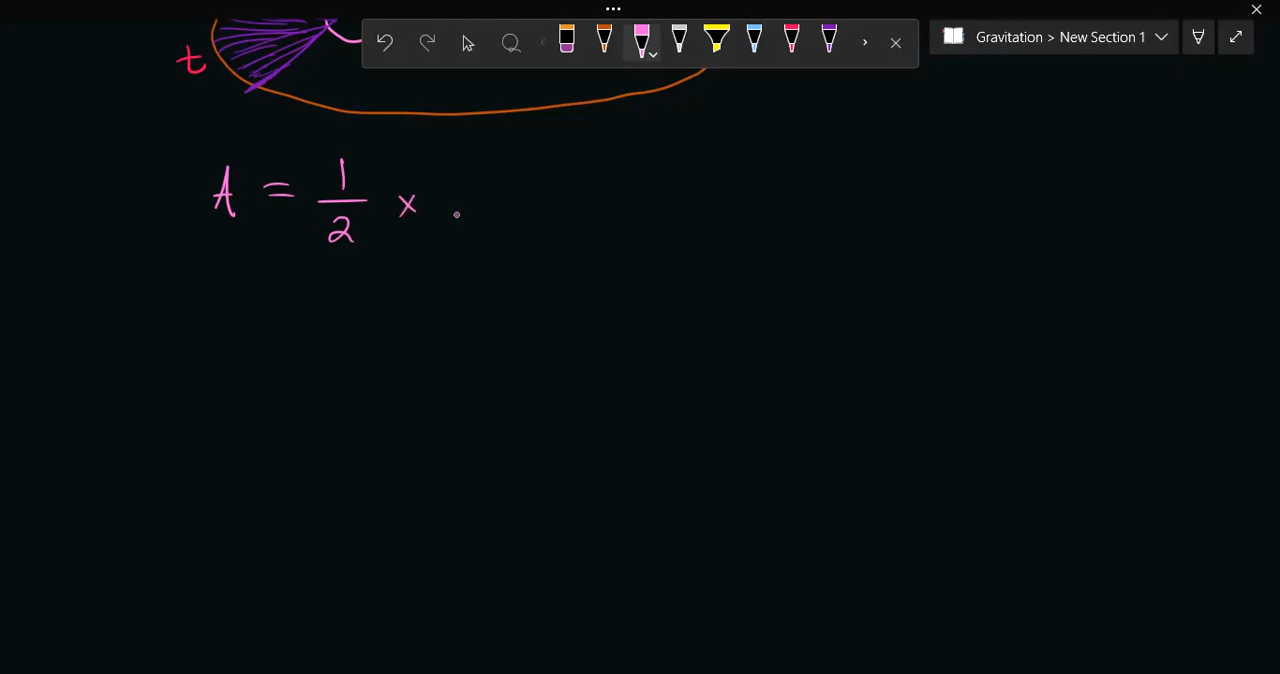 Gravitation > New Section 1
t
A = 1/2 ×